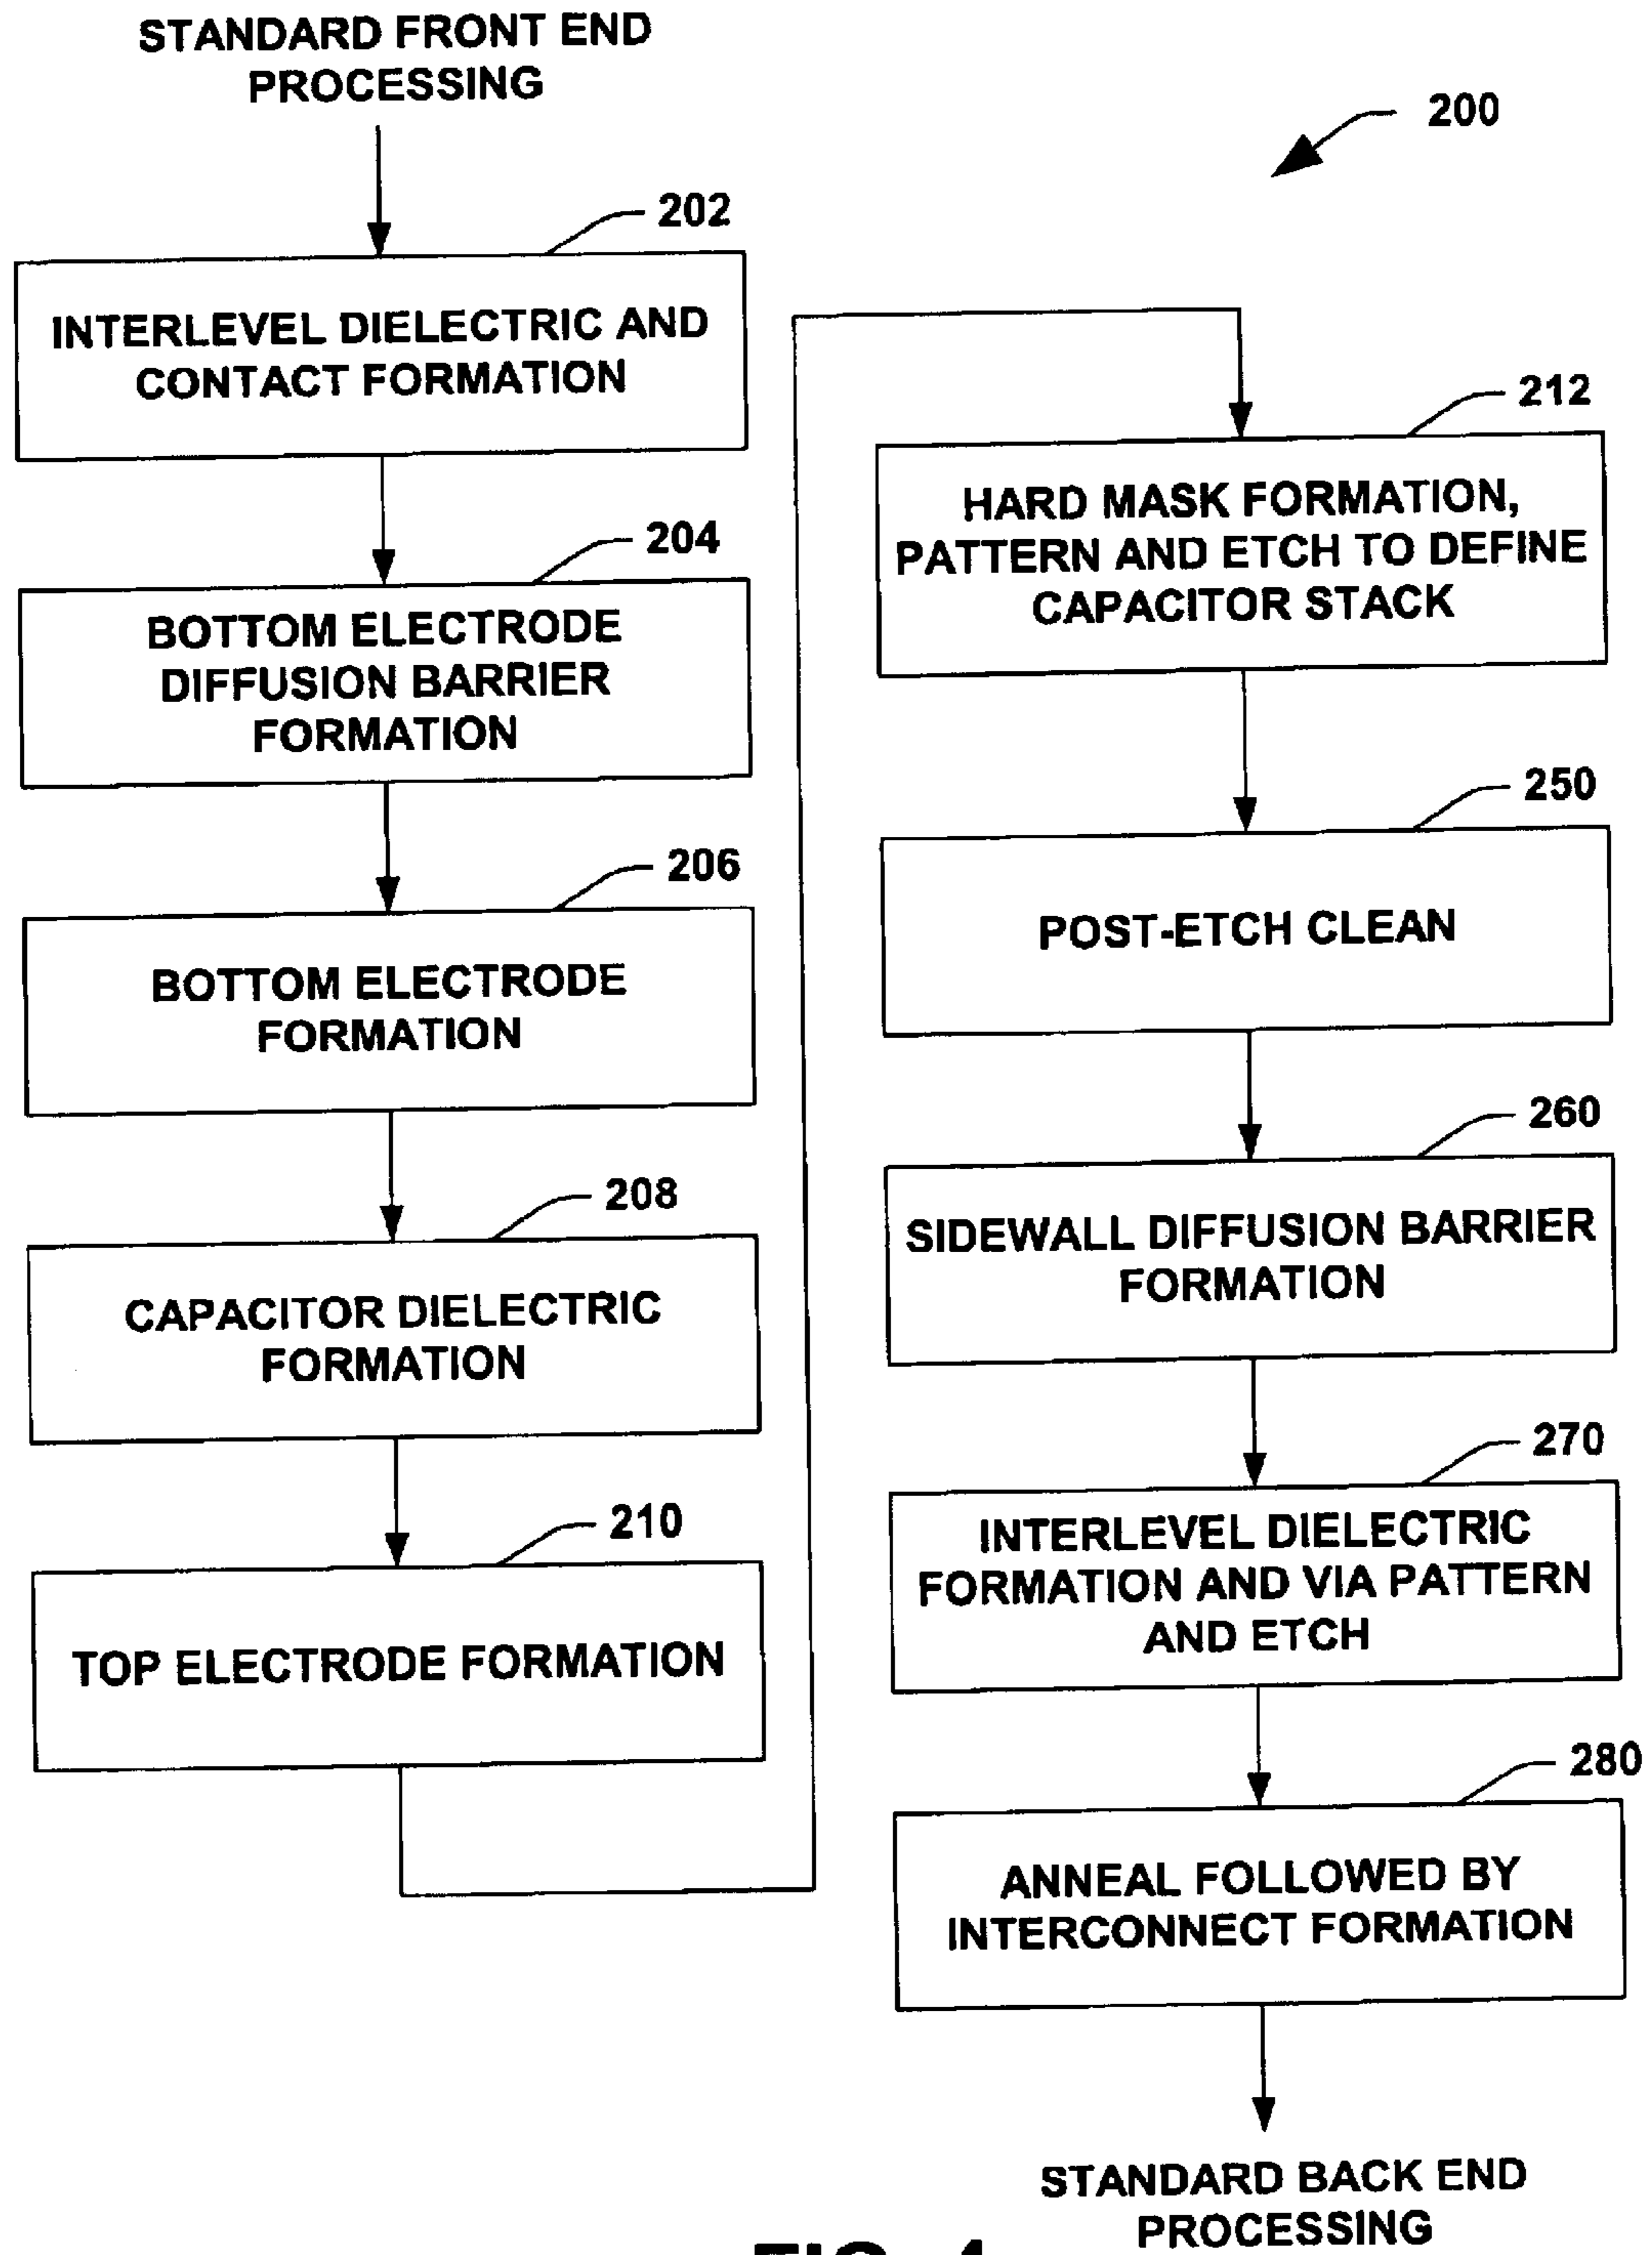 STANDARD FRONT END
PROCESSING
200
202
INTERLEVEL DIELECTRIC AND
CONTACT FORMATION
204
BOTTOM ELECTRODE
DIFFUSION BARRIER
FORMATION
206
BOTTOM ELECTRODE
FORMATION
208
CAPACITOR DIELECTRIC
FORMATION
210
TOP ELECTRODE FORMATION
212
HARD MASK FORMATION,
PATTERN AND ETCH TO DEFINE
CAPACITOR STACK
250
POST-ETCH CLEAN
260
SIDEWALL DIFFUSION BARRIER
FORMATION
270
INTERLEVEL DIELECTRIC
FORMATION AND VIA PATTERN
AND ETCH
280
ANNEAL FOLLOWED BY
INTERCONNECT FORMATION
STANDARD BACK END
PROCESSING